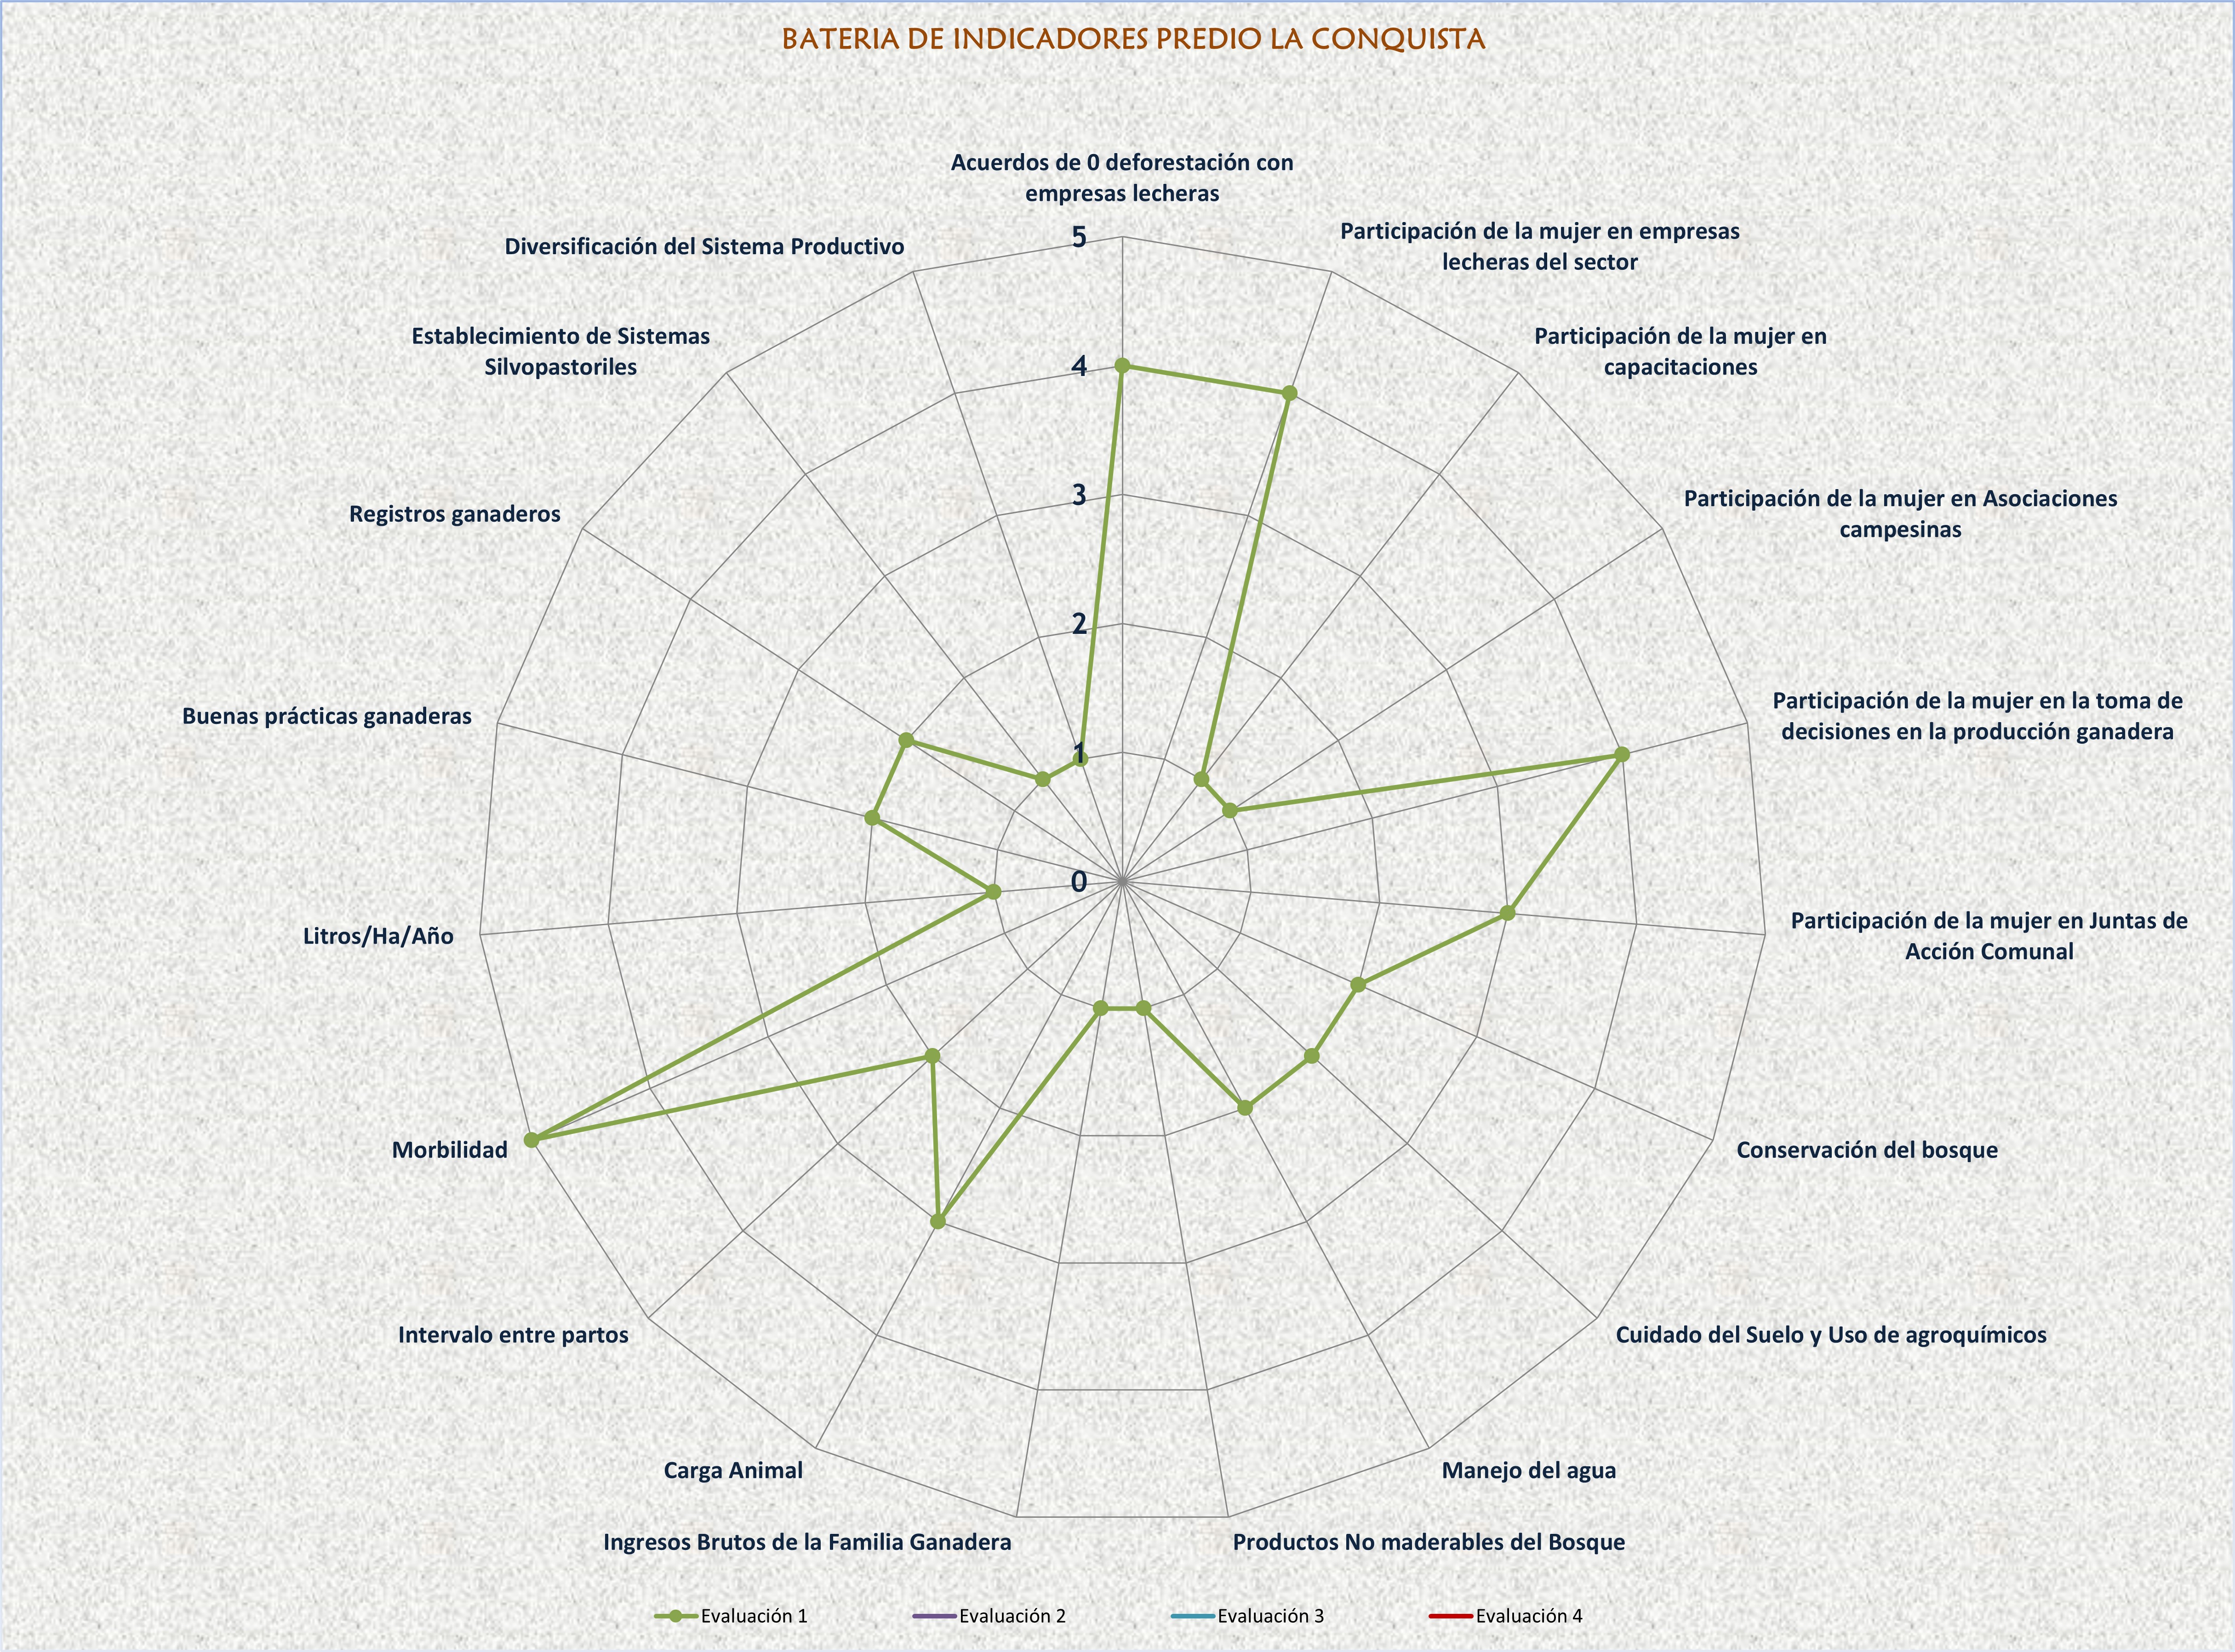 BATERIA DE INDICADORES PREDIO LA CONQUISTA
Acuerdos de 0 deforestación con
empresas lecheras
Participación de la mujer en empresas
lecheras del sector
Participación de la mujer en
capacitaciones
Participación de la mujer en Asociaciones
campesinas
Participación de la mujer en la toma de
decisiones en la producción ganadera
Participación de la mujer en Juntas de
Acción Comunal
Conservación del bosque
Cuidado del Suelo y Uso de agroquímicos
Manejo del agua
Productos No maderables del Bosque
Ingresos Brutos de la Familia Ganadera
Carga Animal
Intervalo entre partos
Morbilidad
Litros/Ha/Año
Buenas prácticas ganaderas
Registros ganaderos
Establecimiento de Sistemas
Silvopastoriles
Diversificación del Sistema Productivo
5
4
3
2
1
0
Evaluación 1
Evaluación 2
Evaluación 3
Evaluación 4